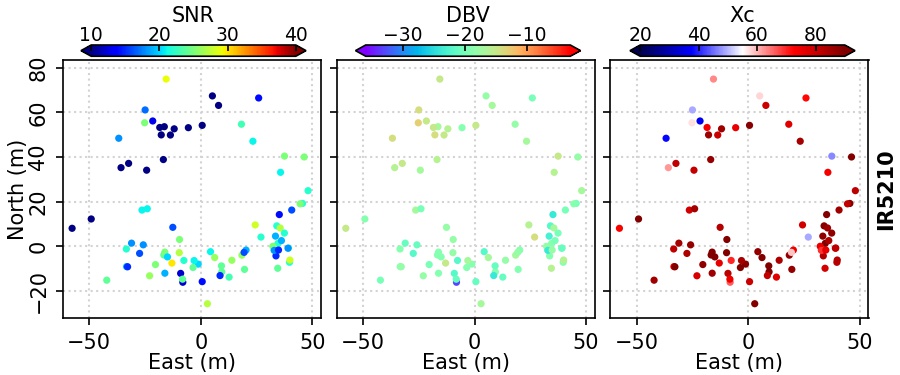 SNR DBV Xc
10 20 30 40 −30 −20 −10 20 40 60 80
80
60
40
20
0
−20
North (m)
IR5210
−50 0 50 −50 0 50 −50 0 50
East (m) East (m) East (m)